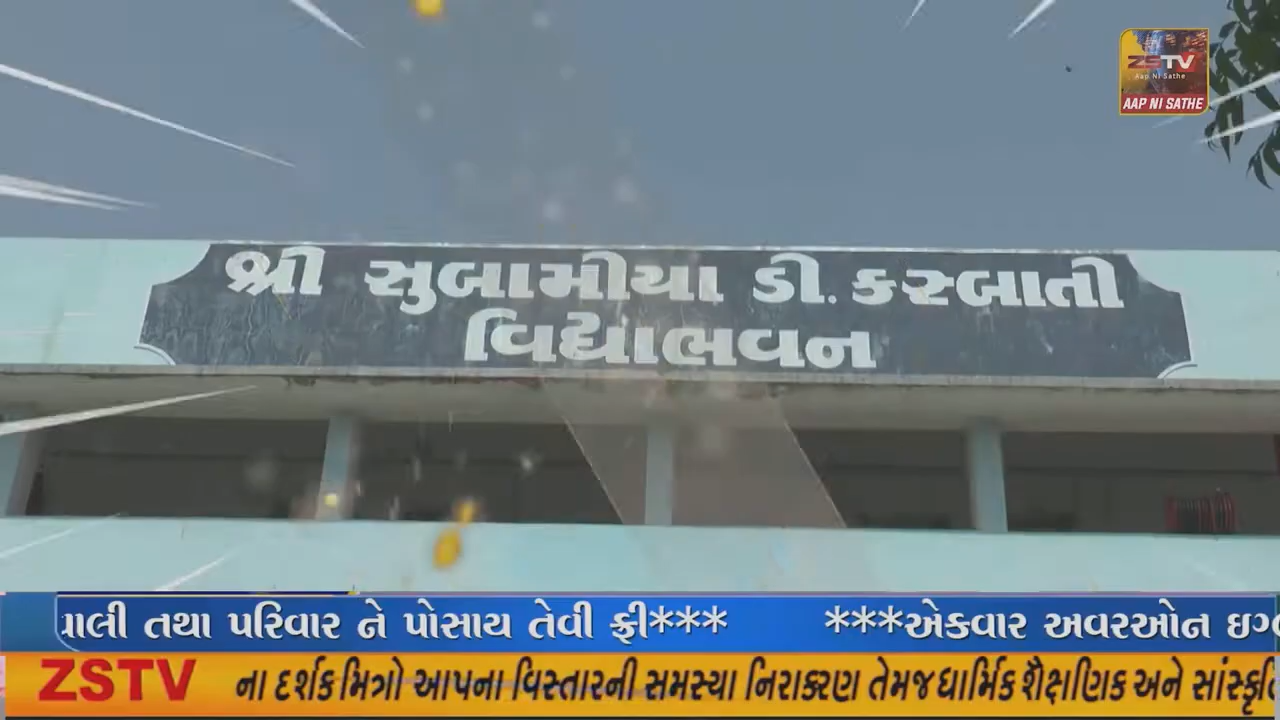 ZSTV
Aap Ni Sathe
AAP NI SATHE
શ્રી સુબામીયા ડી. કરબાતી
વિદ્યાભવન
તથા પરિવાર ને પોસાય તેવી ફ્રી*** ***એકવાર અવરઓન
ZSTV ના દર્શક મિત્રો આપના વિસ્તારની સમસ્યા નિરાકરણ તેમજ ધાર્મિક શૈક્ષણિક અને